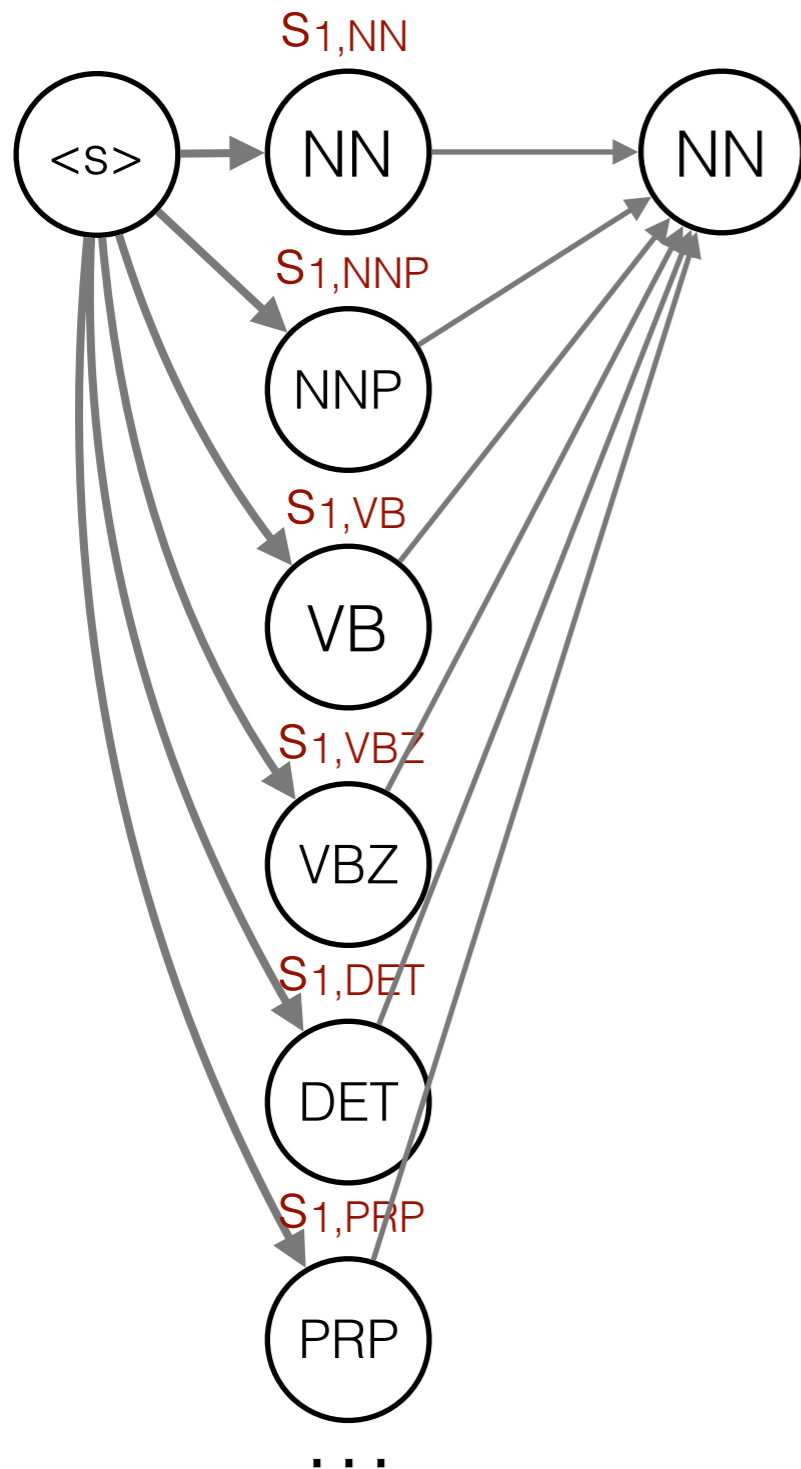 S1,NN
<s> NN NN
S1,NNP
NNP
S1,VB
VB
S1,VBZ
VBZ
S1,DET
DET
S1,PRP
PRP
...